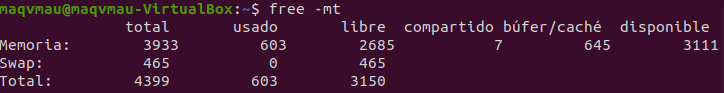 maqvmau@maqvmau-VirtualBox:~$ free -mt
total usado libre compartido búfer/caché disponible
Memoria: 3933 603 2685 7 645 3111
Swap: 465 0 465
Total: 4399 603 3150